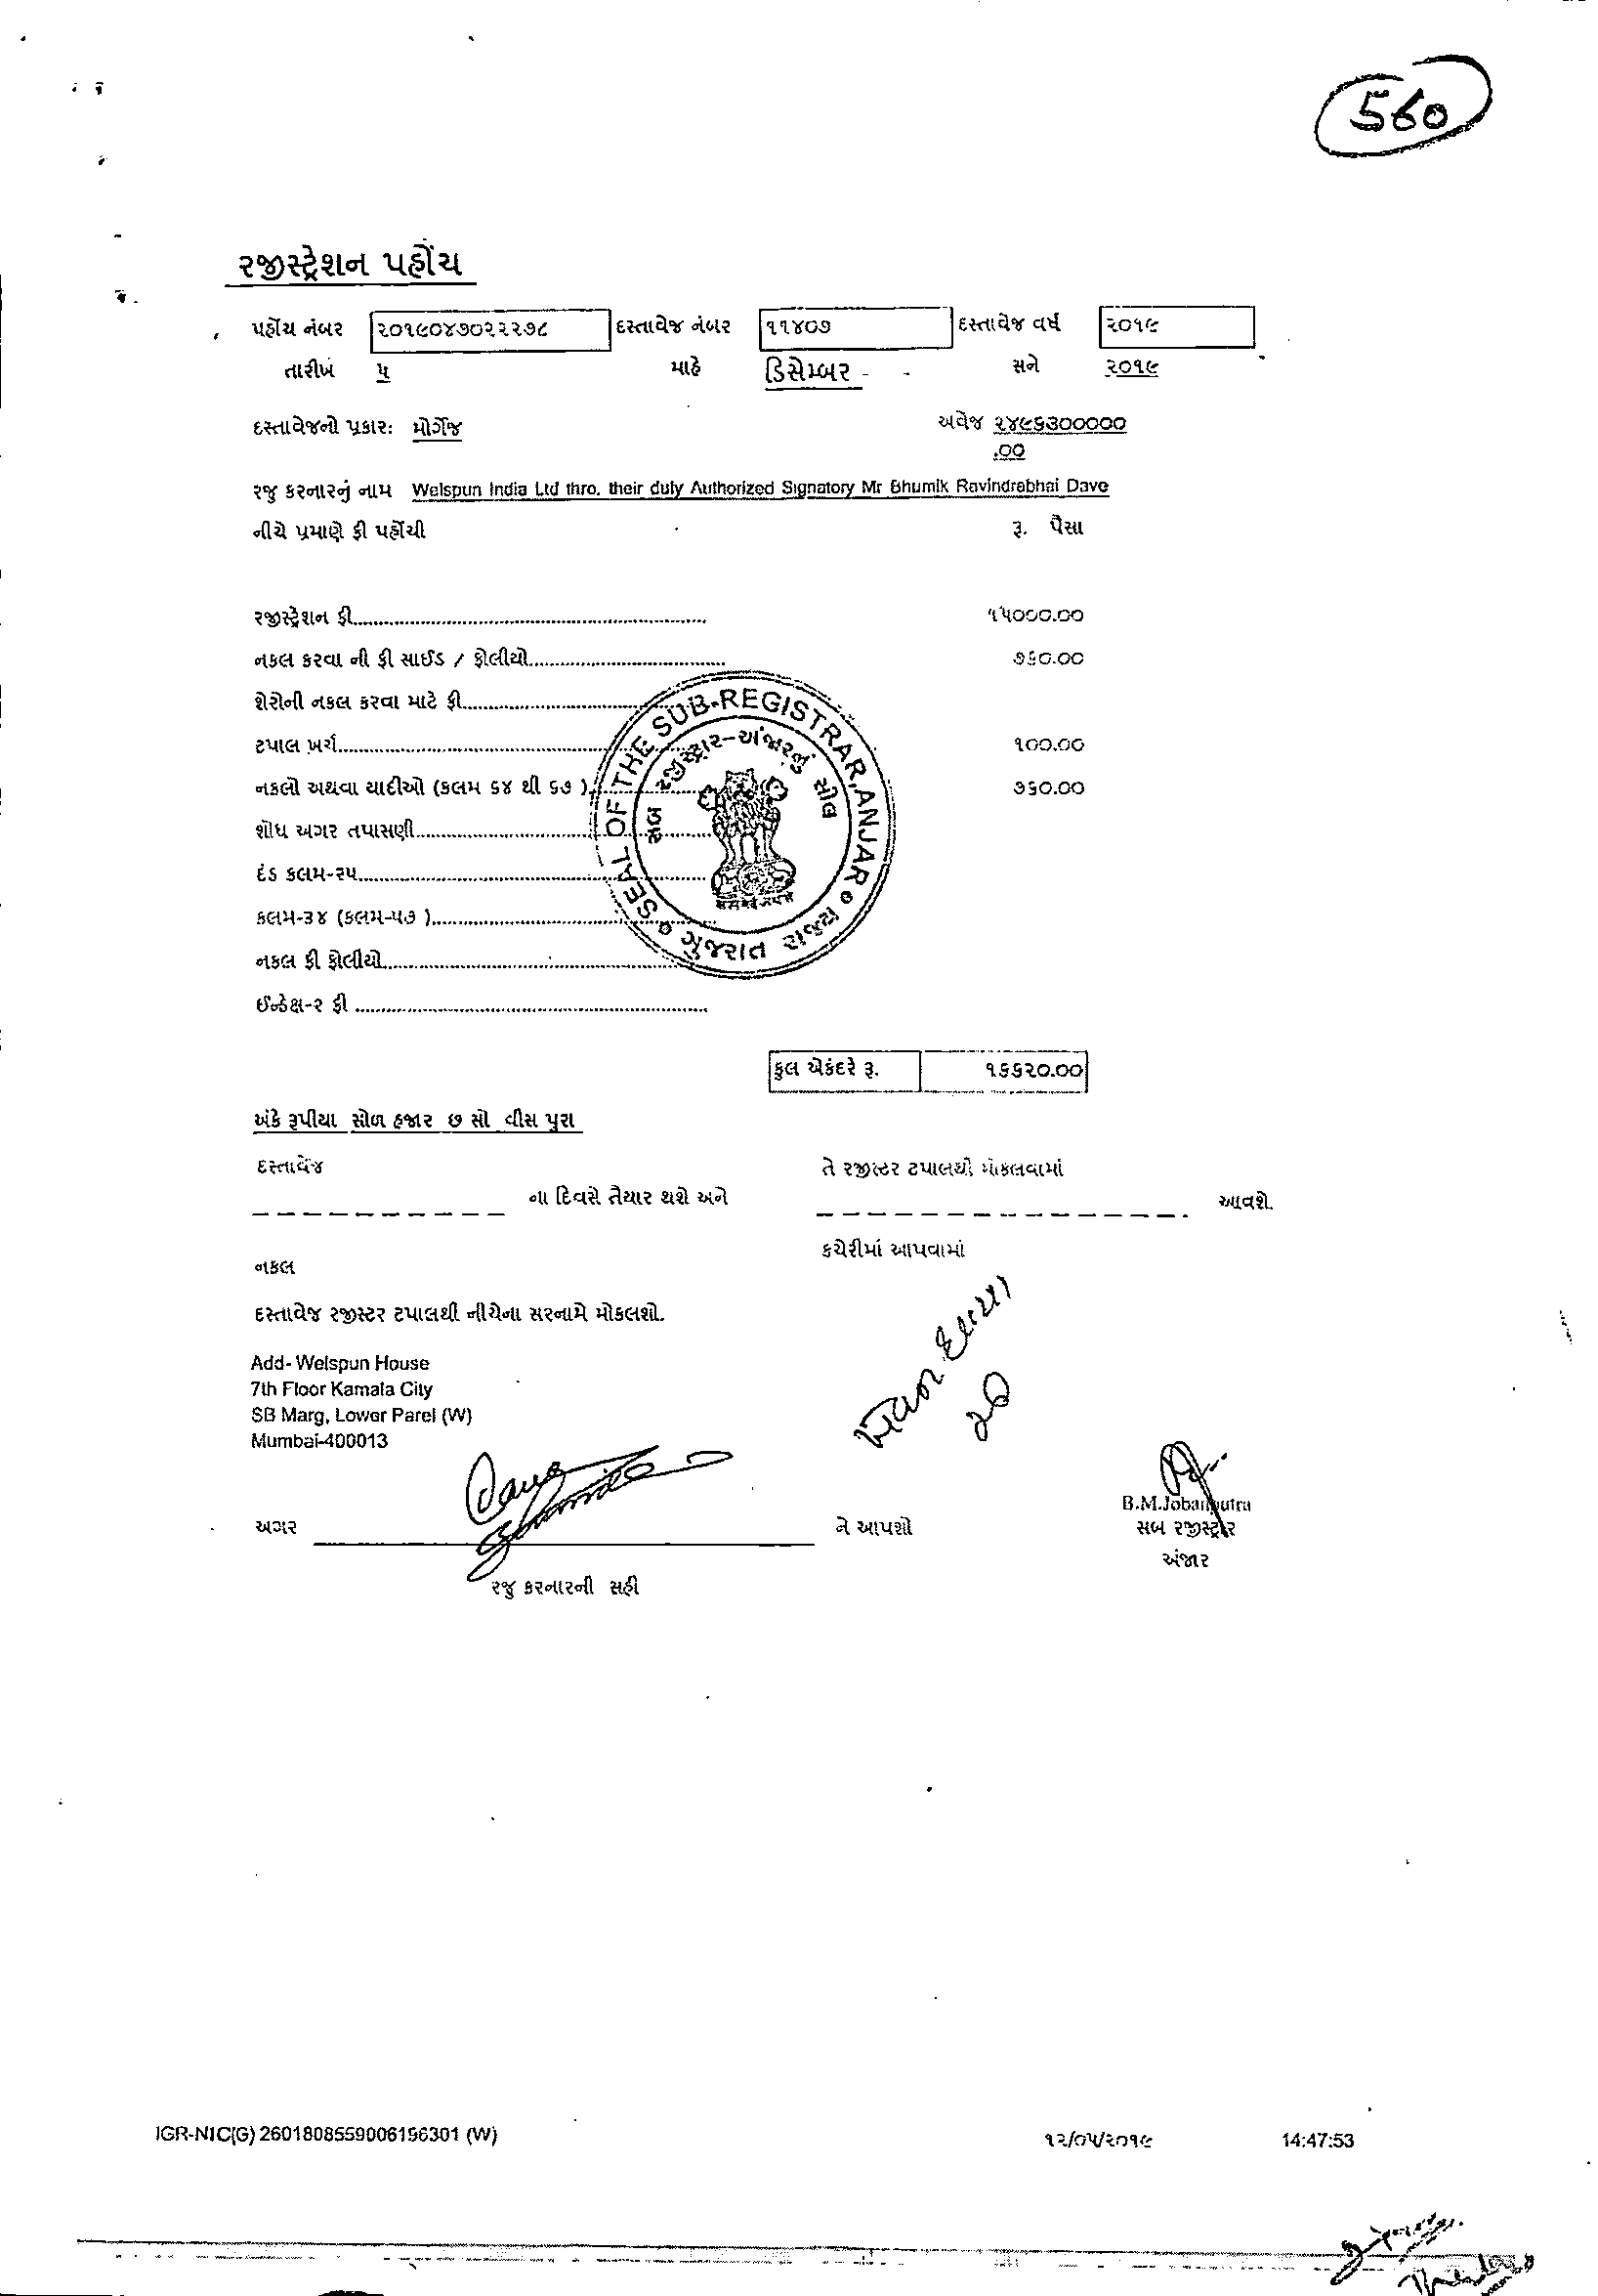 560
રજીસ્ટ્રેશન પહોંચ
પહોંચ નંબર ૨૦૧૯૦૪૭૦૨૨૨૭૮ દસ્તાવેજ નંબર ૧૧૪૦૭ દસ્તાવેજ વર્ષ ૨૦૧૯
તારીખ ૫ માહે ડિસેમ્બર - - સને ૨૦૧૯
દસ્તાવેજનો પ્રકાર: મોર્ગેજ અવેજ ૨૪૯૬૩૦૦૦૦૦
.૦૦
રજુ કરનારનું નામ Welspun India Ltd thro. their duly Authorized Signatory Mr Bhumik Ravindrabhai Dave
નીચે પ્રમાણે ફી પહોંચી રૂ. પૈસા
રજીસ્ટ્રેશન ફી ૧૫૦૦૦.૦૦
નકલ કરવા ની ફી સાઈડ / ફોલીયો ૭૬૦.૦૦
શેરોની નકલ કરવા માટે ફી
ટપાલ ખર્ચ ૧૦૦.૦૦
નકલો અથવા યાદીઓ (કલમ ૬૪ થી ૬૭ ) ૭૬૦.૦૦
શોધ અગર તપાસણી
દંડ કલમ-૨૫
કલમ-૩૪ (કલમ-૫૭ )
નકલ ફી ફોલીયો
ઈન્ડેક્ષ-૨ ફી
SEAL OF THE SUB-REGISTRAR, ANJAR
સબ રજીસ્ટ્રાર-અંજારનું સીલ
ગુજરાત રાજ્ય
કુલ એકંદરે રૂ. ૧૬૬૨૦.૦૦
અંકે રૂપીયા સોળ હજાર છ સો વીસ પુરા
દસ્તાવેજ તે રજીસ્ટર ટપાલથી મોકલવામાં
ના દિવસે તૈયાર થશે અને આવશે.
કચેરીમાં આપવામાં
નકલ
દસ્તાવેજ રજીસ્ટર ટપાલથી નીચેના સરનામે મોકલશો.
Add- Welspun House
7th Floor Kamala City
SB Marg, Lower Parel (W)
Mumbai-400013
Dave
B.M.Jobanputra
અગર ને આપશો સબ રજીસ્ટ્રાર
અંજાર
રજુ કરનારની સહી
IGR-NIC(G) 2601808559006196301 (W) ૧૨/૦૫/૨૦૧૯ 14:47:53